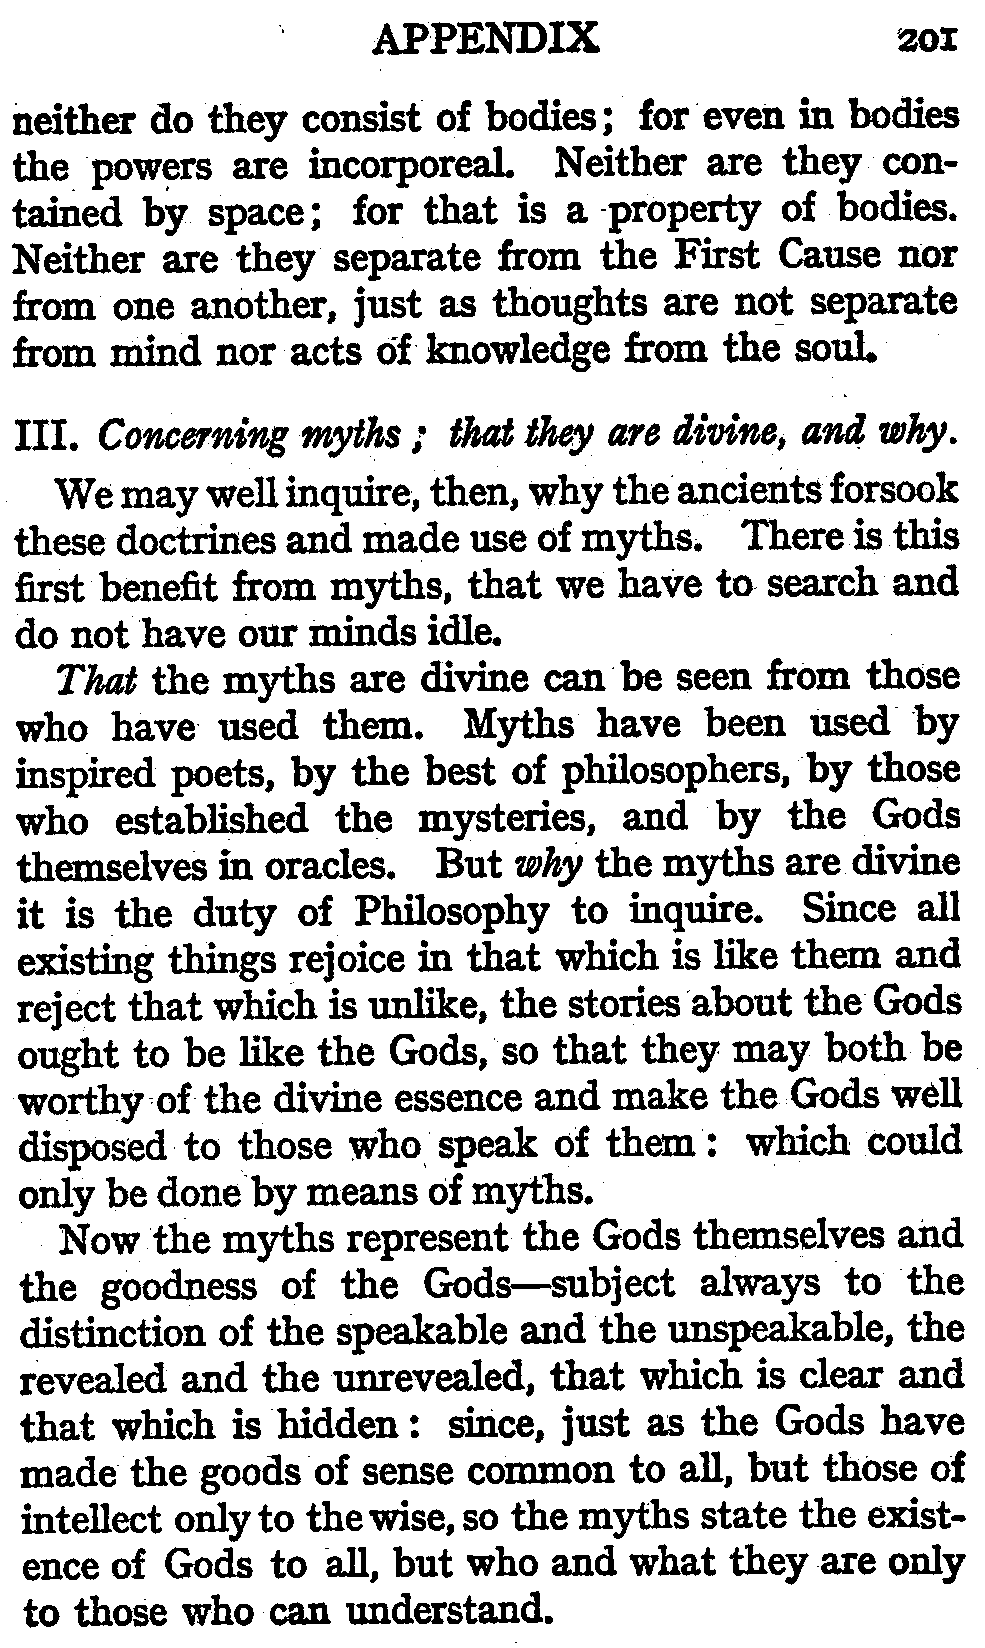 APPENDIX 201
neither do they consist of bodies; for even in bodies
the powers are incorporeal. Neither are they con-
tained by space; for that is a property of bodies.
Neither are they separate from the First Cause nor
from one another, just as thoughts are not separate
from mind nor acts of knowledge from the soul.
III. Concerning myths; that they are divine, and why.
We may well inquire, then, why the ancients forsook
these doctrines and made use of myths. There is this
first benefit from myths, that we have to search and
do not have our minds idle.
That the myths are divine can be seen from those
who have used them. Myths have been used by
inspired poets, by the best of philosophers, by those
who established the mysteries, and by the Gods
themselves in oracles. But why the myths are divine
it is the duty of Philosophy to inquire. Since all
existing things rejoice in that which is like them and
reject that which is unlike, the stories about the Gods
ought to be like the Gods, so that they may both be
worthy of the divine essence and make the Gods well
disposed to those who speak of them: which could
only be done by means of myths.
Now the myths represent the Gods themselves and
the goodness of the Gods—subject always to the
distinction of the speakable and the unspeakable, the
revealed and the unrevealed, that which is clear and
that which is hidden: since, just as the Gods have
made the goods of sense common to all, but those of
intellect only to the wise, so the myths state the exist-
ence of Gods to all, but who and what they are only
to those who can understand.